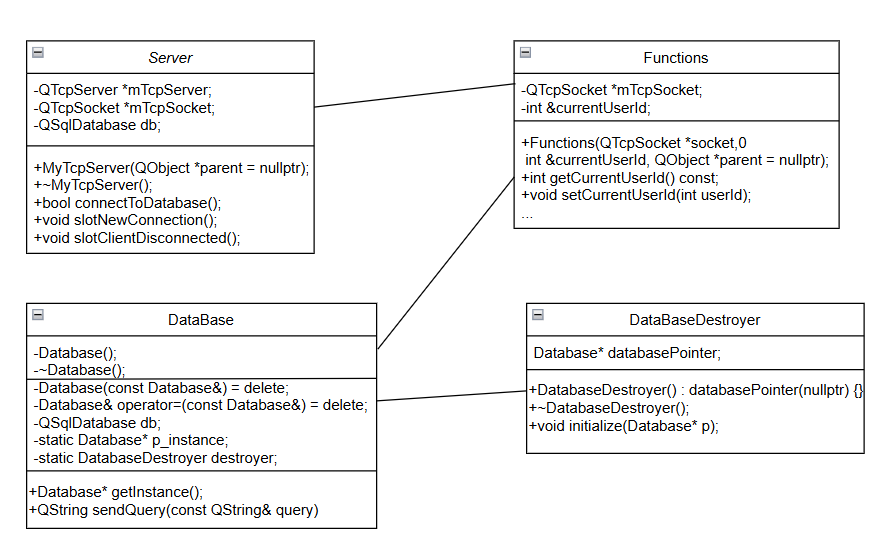 Server
-QTcpServer *mTcpServer;
-QTcpSocket *mTcpSocket;
-QSqlDatabase db;
+MyTcpServer(QObject *parent = nullptr);
+~MyTcpServer();
+bool connectToDatabase();
+void slotNewConnection();
+void slotClientDisconnected();
Functions
-QTcpSocket *mTcpSocket;
-int &currentUserId;
+Functions(QTcpSocket *socket,0
int &currentUserId, QObject *parent = nullptr);
+int getCurrentUserId() const;
+void setCurrentUserId(int userId);
...
DataBase
-Database();
-~Database();
-Database(const Database&) = delete;
-Database& operator=(const Database&) = delete;
-QSqlDatabase db;
-static Database* p_instance;
-static DatabaseDestroyer destroyer;
+Database* getInstance();
+QString sendQuery(const QString& query)
DataBaseDestroyer
Database* databasePointer;
+DatabaseDestroyer() : databasePointer(nullptr) {}
+~DatabaseDestroyer();
+void initialize(Database* p);